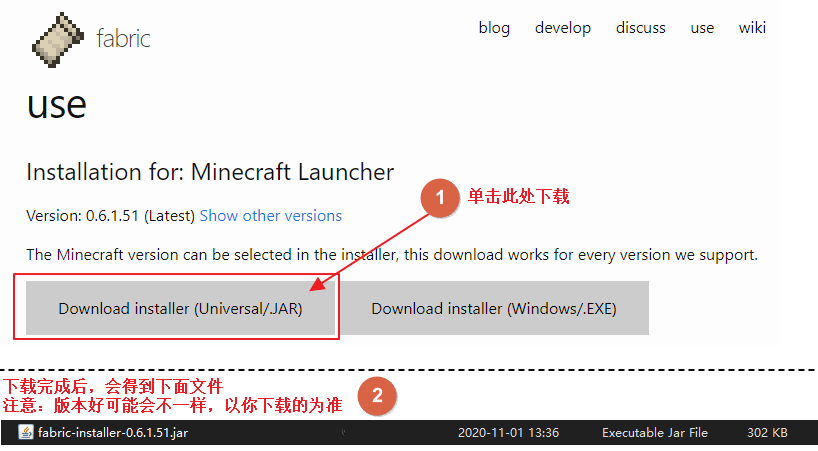 fabric
blog develop discuss use wiki
use
Installation for: Minecraft Launcher
1 单击此处下载
Version: 0.6.1.51 (Latest) Show other versions
The Minecraft version can be selected in the installer, this download works for every version we support.
Download installer (Universal/.JAR) Download installer (Windows/.EXE)
下载完成后，会得到下面文件
2
注意：版本好可能会不一样，以你下载的为准
fabric-installer-0.6.1.51.jar 2020-11-01 13:36 Executable Jar File 302 KB